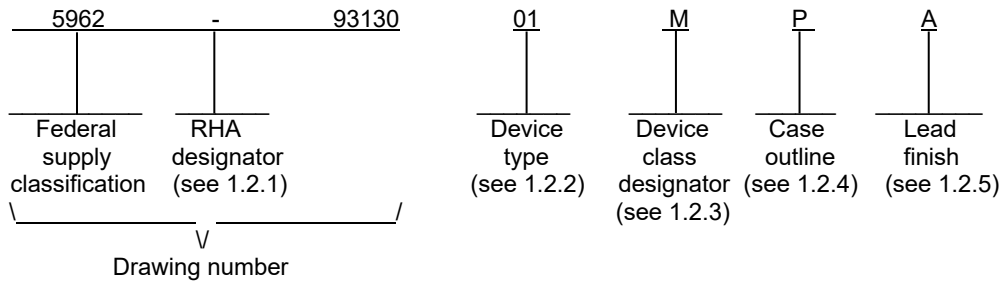 5962 - 93130 01 M P A
Federal RHA Device Device Case Lead
supply designator type class outline finish
classification (see 1.2.1) (see 1.2.2) designator (see 1.2.4) (see 1.2.5)
(see 1.2.3)
\ /
\/
Drawing number